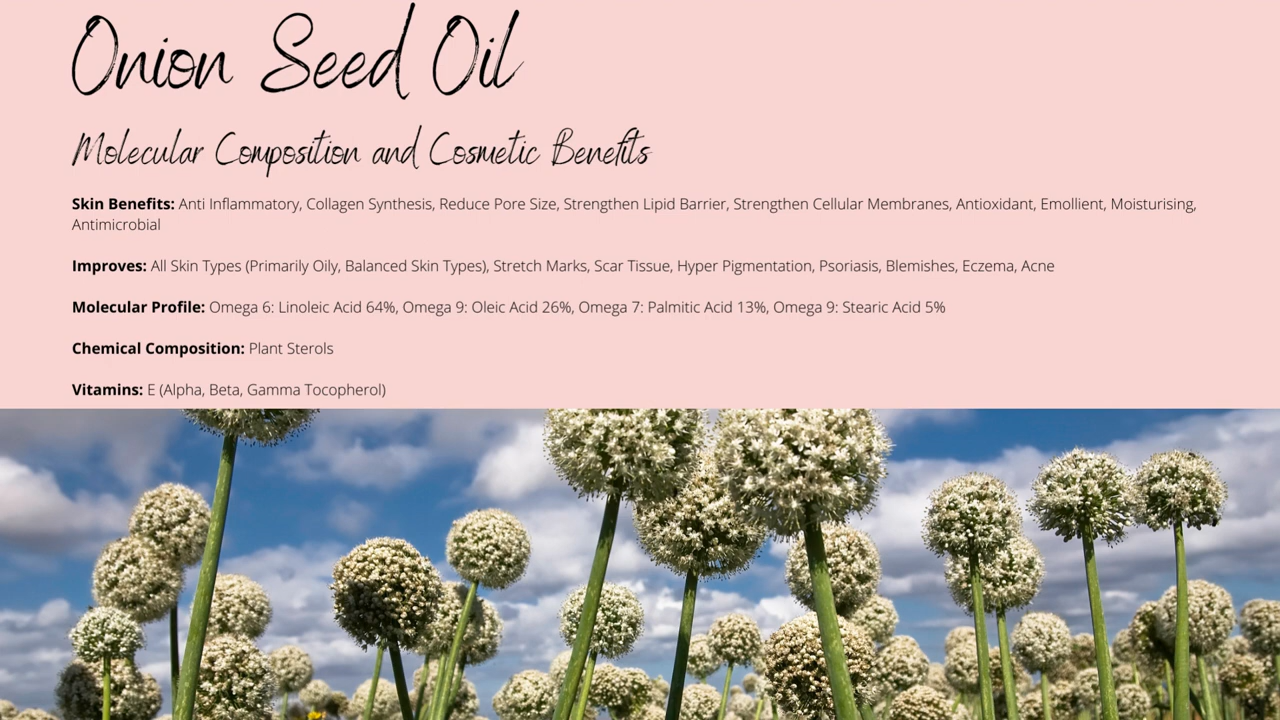 Onion Seed Oil
Molecular Composition and Cosmetic Benefits
Skin Benefits: Anti Inflammatory, Collagen Synthesis, Reduce Pore Size, Strengthen Lipid Barrier, Strengthen Cellular Membranes, Antioxidant, Emollient, Moisturising,
Antimicrobial
Improves: All Skin Types (Primarily Oily, Balanced Skin Types), Stretch Marks, Scar Tissue, Hyper Pigmentation, Psoriasis, Blemishes, Eczema, Acne
Molecular Profile: Omega 6: Linoleic Acid 64%, Omega 9: Oleic Acid 26%, Omega 7: Palmitic Acid 13%, Omega 9: Stearic Acid 5%
Chemical Composition: Plant Sterols
Vitamins: E (Alpha, Beta, Gamma Tocopherol)